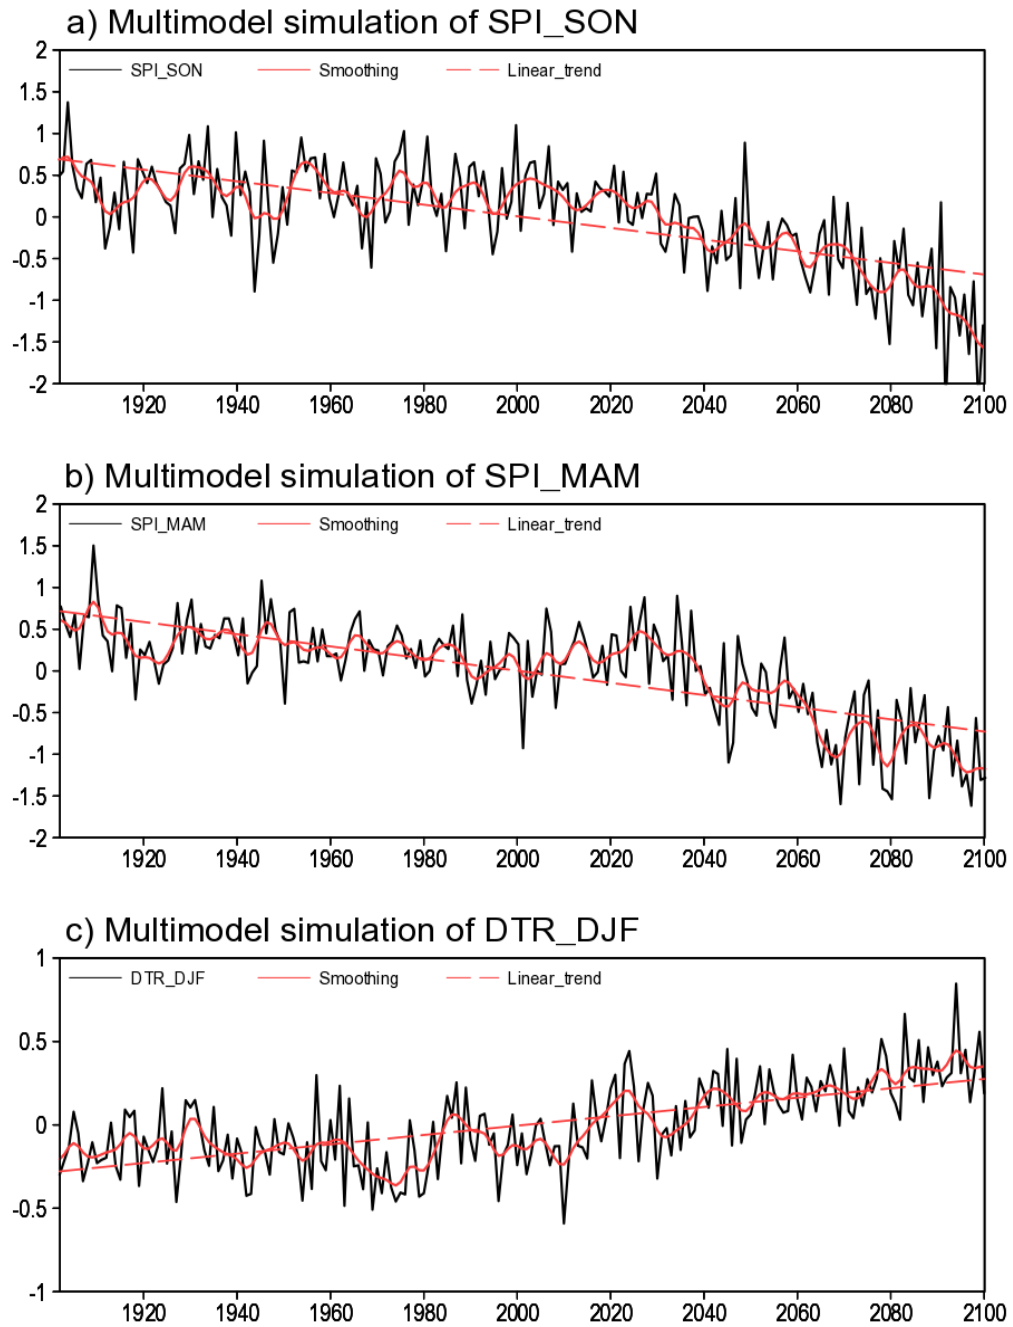 a) Multimodel simulation of SPI_SON
SPI_SON Smoothing Linear_trend
2
1.5
1
0.5
0
-0.5
-1
-1.5
-2
1920 1940 1960 1980 2000 2020 2040 2060 2080 2100
b) Multimodel simulation of SPI_MAM
SPI_MAM Smoothing Linear_trend
2
1.5
1
0.5
0
-0.5
-1
-1.5
-2
1920 1940 1960 1980 2000 2020 2040 2060 2080 2100
c) Multimodel simulation of DTR_DJF
DTR_DJF Smoothing Linear_trend
1
0.5
0
-0.5
-1
1920 1940 1960 1980 2000 2020 2040 2060 2080 2100